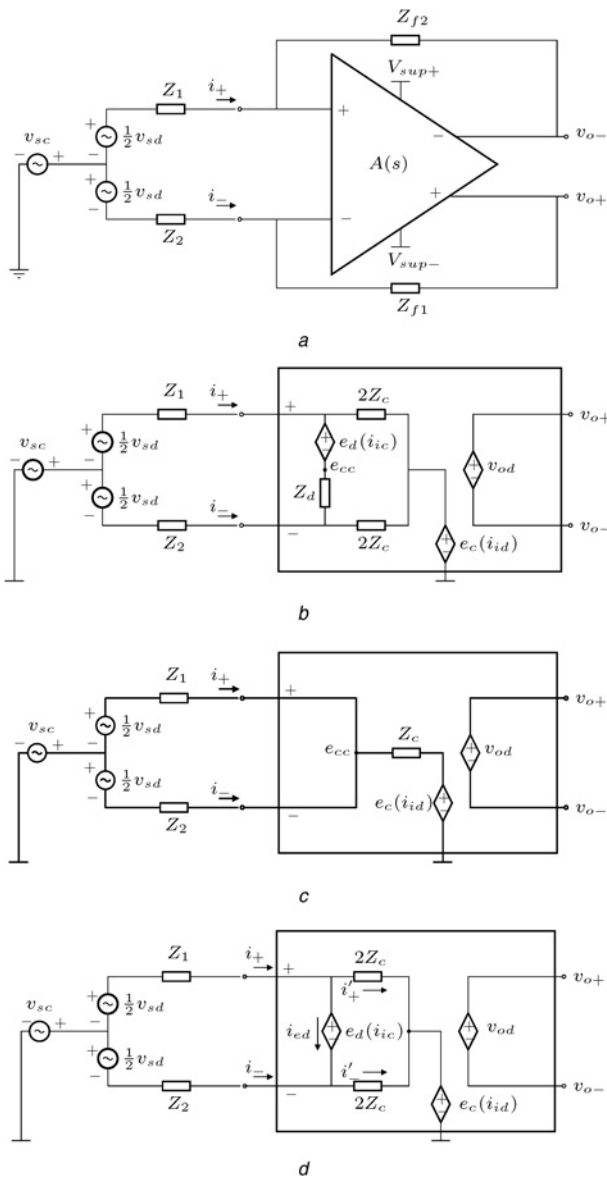 Z_{f2}
V_{sup+}
Z_1
i_+
+
−
v_{o−}
+
½ v_{sd}
−
v_{sc}
−
+
A(s)
+
½ v_{sd}
−
+
v_{o+}
i_−
−
Z_2
V_{sup−}
Z_{f1}
a
Z_1
i_+
+
2Z_c
v_{o+}
+
½ v_{sd}
−
+
−
e_d(i_{ic})
v_{sc}
−
+
e_{cc}
+
−
v_{od}
+
½ v_{sd}
−
Z_d
i_−
−
2Z_c
v_{o−}
Z_2
+
−
e_c(i_{id})
b
Z_1
i_+
+
v_{o+}
+
½ v_{sd}
−
v_{sc}
−
+
e_{cc}
Z_c
+
−
v_{od}
+
½ v_{sd}
−
i_−
+
−
e_c(i_{id})
−
v_{o−}
Z_2
c
Z_1
i_+
+
2Z_c
i'_+
v_{o+}
+
½ v_{sd}
−
v_{sc}
−
+
i_{ed}
+
−
e_d(i_{ic})
+
−
v_{od}
+
½ v_{sd}
−
i_−
−
i'_−
2Z_c
v_{o−}
Z_2
+
−
e_c(i_{id})
d